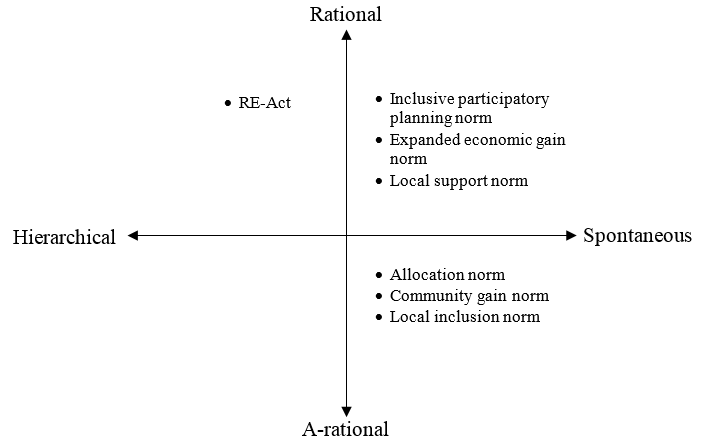 Rational
• RE-Act
• Inclusive participatory
planning norm
• Expanded economic gain
norm
• Local support norm
Hierarchical
Spontaneous
• Allocation norm
• Community gain norm
• Local inclusion norm
A-rational